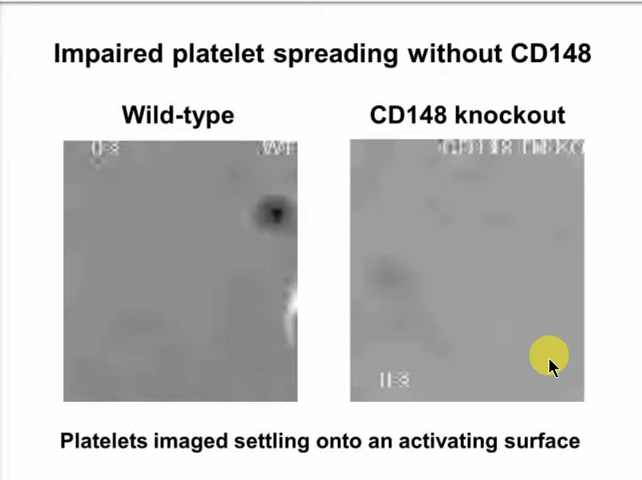 Impaired platelet spreading without CD148
Wild-type
CD148 knockout
Platelets imaged settling onto an activating surface